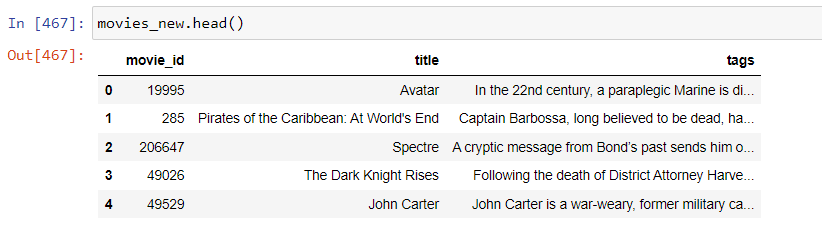 In [467]: movies_new.head()
Out[467]:
movie_id title tags
0 19995 Avatar In the 22nd century, a paraplegic Marine is di...
1 285 Pirates of the Caribbean: At World's End Captain Barbossa, long believed to be dead, ha...
2 206647 Spectre A cryptic message from Bond's past sends him o...
3 49026 The Dark Knight Rises Following the death of District Attorney Harve...
4 49529 John Carter John Carter is a war-weary, former military ca...